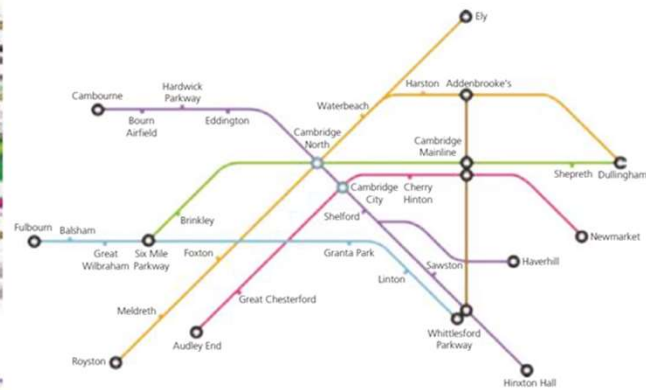 Ely
Harston
Addenbrooke's
Hardwick
Parkway
Cambourne
Waterbeach
Bourn
Airfield
Eddington
Cambridge
North
Cambridge
Mainline
Shepreth
Dullingham
Cambridge
City
Cherry
Hinton
Brinkley
Shelford
Fulbourn
Balsham
Newmarket
Great
Wilbraham
Six Mile
Parkway
Foxton
Granta Park
Sawston
Haverhill
Linton
Great Chesterford
Meldreth
Audley End
Whittlesford
Parkway
Royston
Hinxton Hall